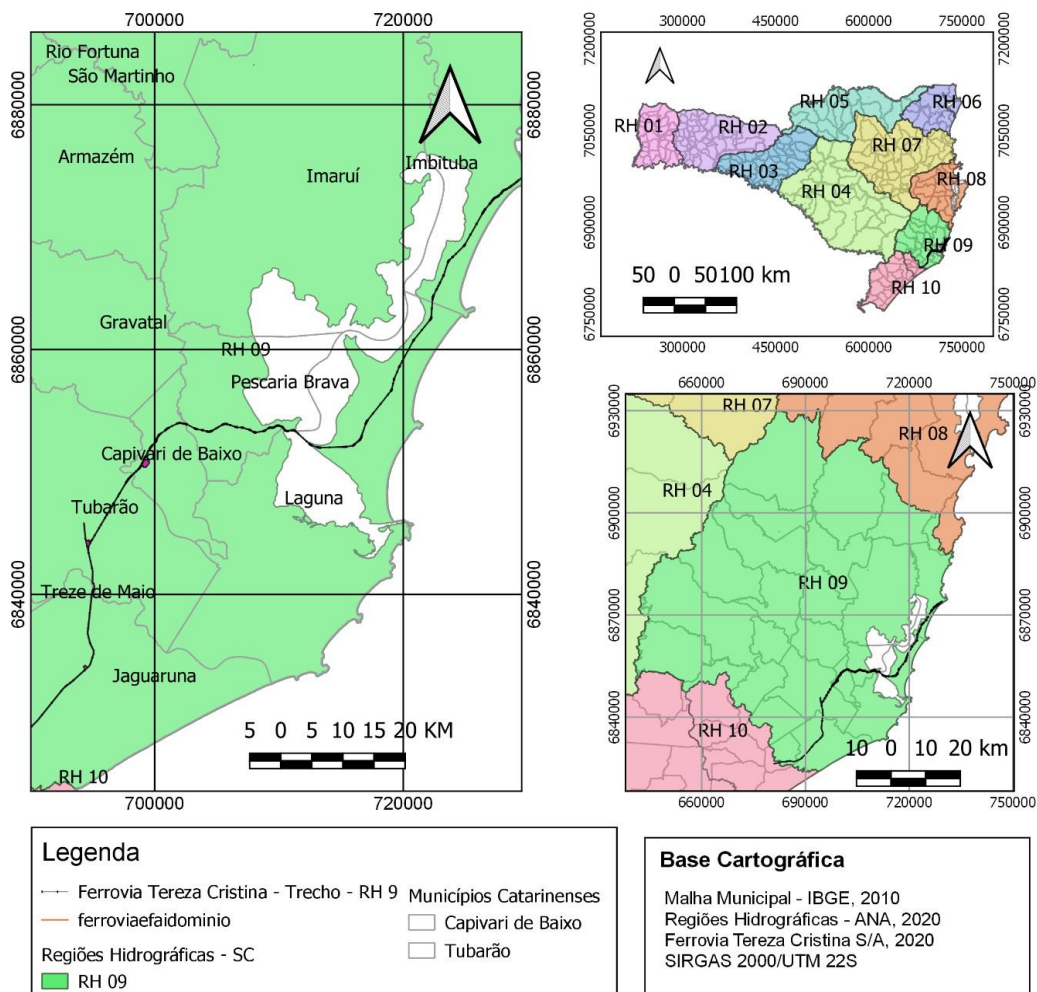 700000
720000
Rio Fortuna
São Martinho
6880000
6880000
Armazém
Imaruí
Imbituba
Gravatal
6860000
6860000
RH 09
Pescaria Brava
Capivari de Baixo
Laguna
Tubarão
6840000
6840000
Treze de Maio
Jaguaruna
5 0 5 10 15 20 KM
RH 10
700000
720000
300000 450000 600000 750000
7200000
7200000
RH 05
RH 06
RH 01
RH 02
7050000
7050000
RH 07
RH 03
RH 08
RH 04
6900000
6900000
RH 09
50 0 50100 km
RH 10
6750000
6750000
300000 450000 600000 750000
660000 690000 720000 750000
6930000
6930000
RH 07
RH 08
RH 04
6900000
6900000
RH 09
6870000
6870000
RH 10
6840000
6840000
10 0 10 20 km
660000 690000 720000 750000
Legenda
Ferrovia Tereza Cristina - Trecho - RH 9
ferroviaefaidominio
Regiões Hidrográficas - SC
RH 09
Municípios Catarinenses
Capivari de Baixo
Tubarão
Base Cartográfica
Malha Municipal - IBGE, 2010
Regiões Hidrográficas - ANA, 2020
Ferrovia Tereza Cristina S/A, 2020
SIRGAS 2000/UTM 22S